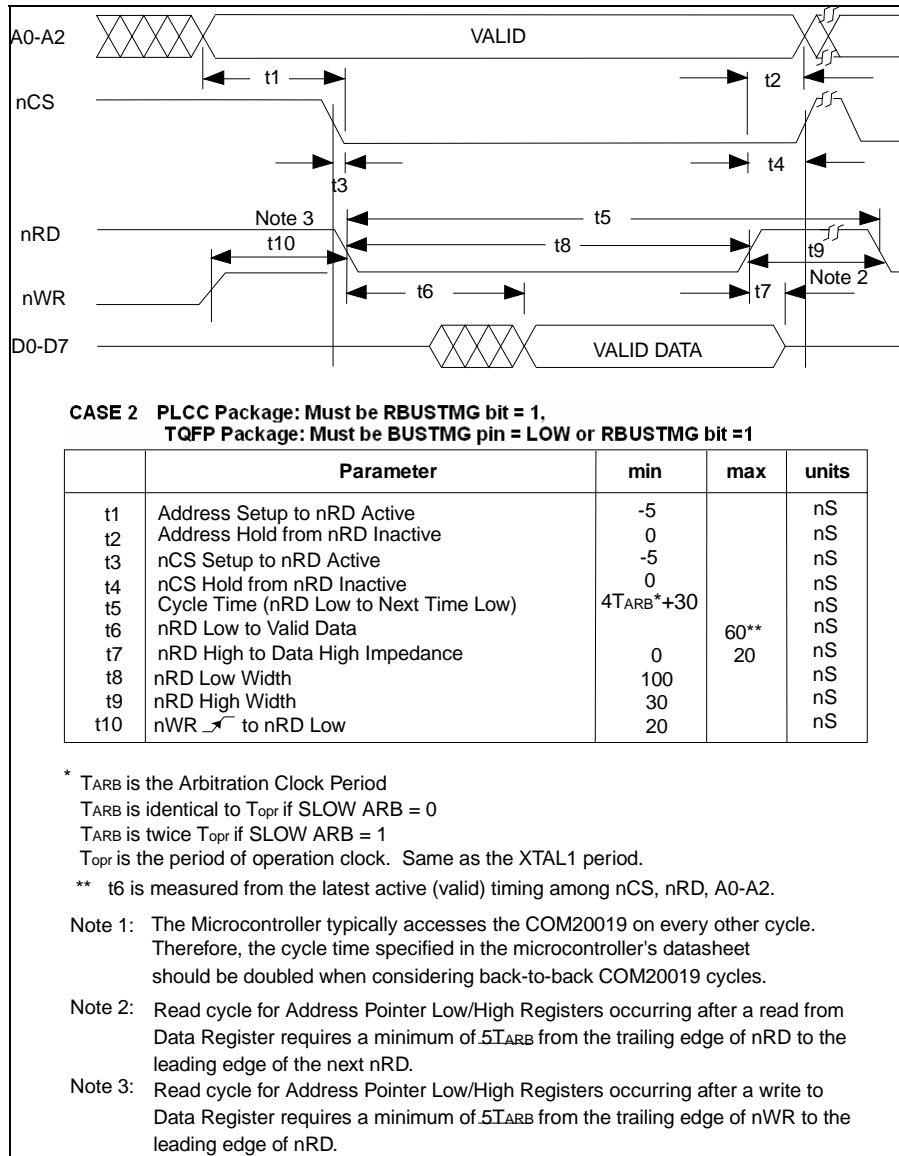 A0-A2
VALID
t1
t2
nCS
t3
t4
nRD
Note 3
t5
t10
t8
t9
nWR
t6
t7
Note 2
D0-D7
VALID DATA
CASE 2 PLCC Package: Must be RBUSTMG bit = 1,
TQFP Package: Must be BUSTMG pin = LOW or RBUSTMG bit =1
Parameter min max units
t1 Address Setup to nRD Active -5 nS
t2 Address Hold from nRD Inactive 0 nS
t3 nCS Setup to nRD Active -5 nS
t4 nCS Hold from nRD Inactive 0 nS
t5 Cycle Time (nRD Low to Next Time Low) 4TARB*+30 nS
t6 nRD Low to Valid Data 60** nS
t7 nRD High to Data High Impedance 0 20 nS
t8 nRD Low Width 100 nS
t9 nRD High Width 30 nS
t10 nWR to nRD Low 20 nS
* TARB is the Arbitration Clock Period
TARB is identical to Topr if SLOW ARB = 0
TARB is twice Topr if SLOW ARB = 1
Topr is the period of operation clock. Same as the XTAL1 period.
** t6 is measured from the latest active (valid) timing among nCS, nRD, A0-A2.
Note 1: The Microcontroller typically accesses the COM20019 on every other cycle.
Therefore, the cycle time specified in the microcontroller's datasheet
should be doubled when considering back-to-back COM20019 cycles.
Note 2: Read cycle for Address Pointer Low/High Registers occurring after a read from
Data Register requires a minimum of 5TARB from the trailing edge of nRD to the
leading edge of the next nRD.
Note 3: Read cycle for Address Pointer Low/High Registers occurring after a write to
Data Register requires a minimum of 5TARB from the trailing edge of nWR to the
leading edge of nRD.